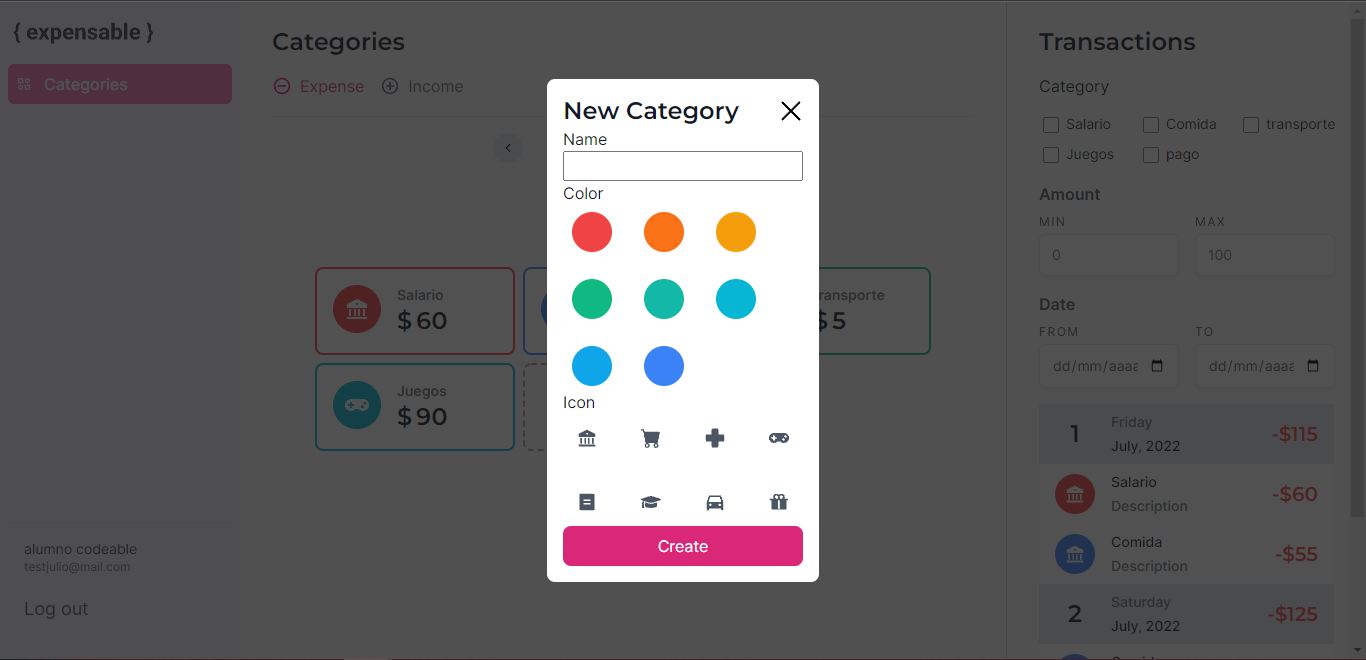 { expensable }
Categories
alumno codeable
testjulio@mail.com
Log out
Categories
Expense
Income
Salario
$ 60
ransporte
$ 5
Juegos
$ 90
New Category
Name
Color
Icon
Create
Transactions
Category
Salario
Comida
transporte
Juegos
pago
Amount
MIN
MAX
0
100
Date
FROM
TO
dd/mm/aaaa
dd/mm/aaaa
1
Friday
July, 2022
-$115
Salario
Description
-$60
Comida
Description
-$55
2
Saturday
July, 2022
-$125